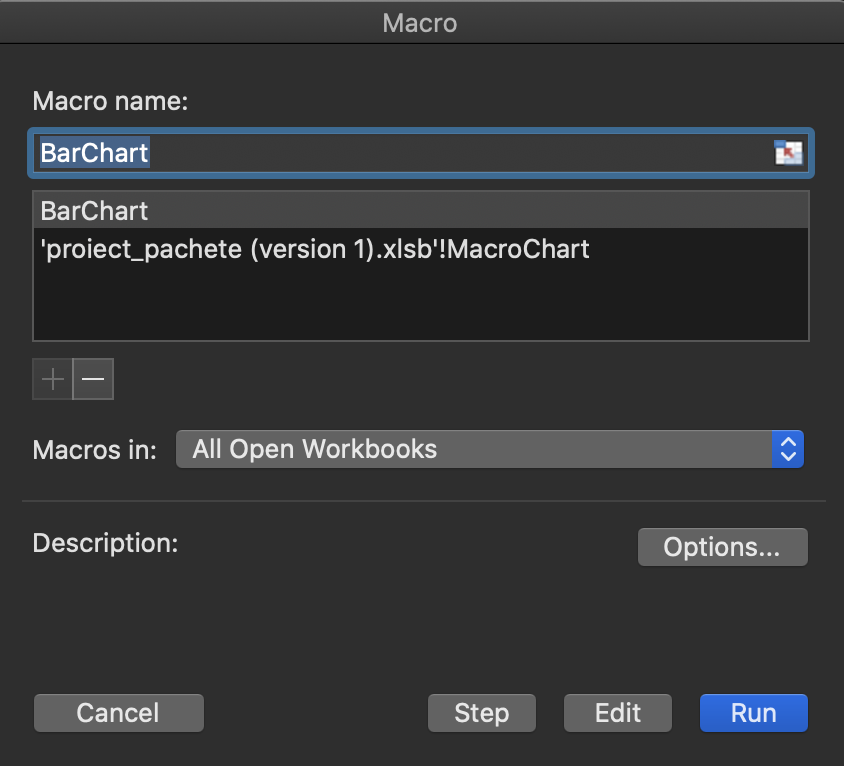 Macro
Macro name:
BarChart
BarChart
'proiect_pachete (version 1).xlsb'!MacroChart
Macros in: All Open Workbooks
Description:
Options...
Cancel Step Edit Run